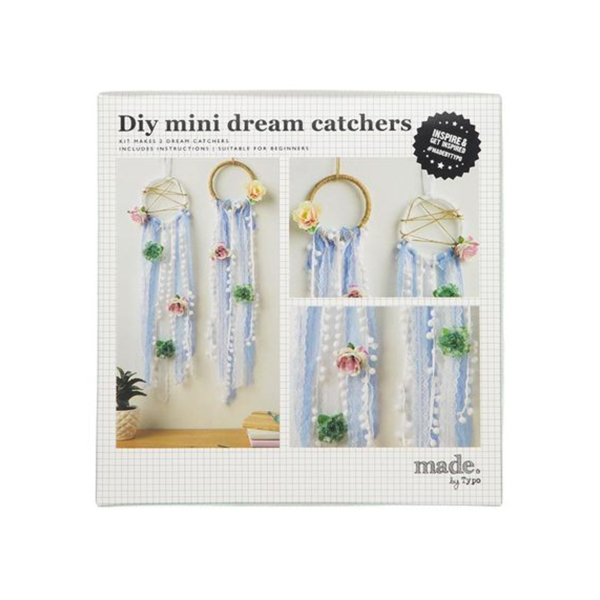 Diy mini dream catchers
KIT MAKES 2 DREAM CATCHERS
INCLUDES INSTRUCTIONS | SUITABLE FOR BEGINNERS
INSPIRE &
GET INSPIRED
#MADEBYTYPO
made.
by Typo